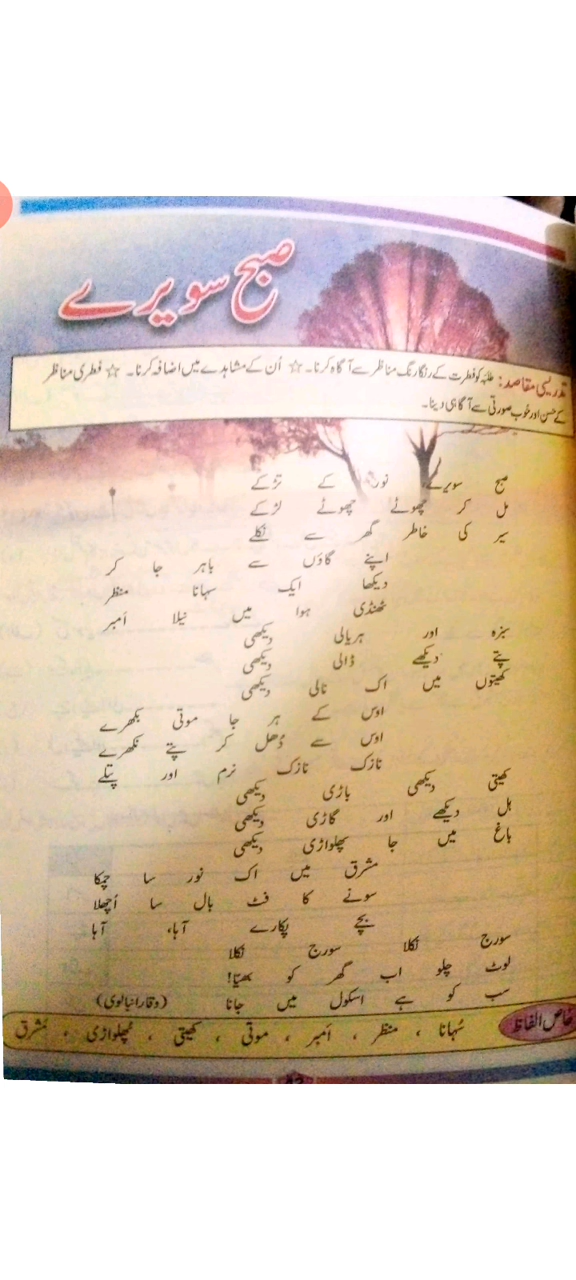 صبح سویرے
تدریسی مقاصد: طلبہ کو فطرت کے رنگا رنگ مناظر سے آگاہ کرنا۔ ☆ اُن کے مشاہدے میں اضافہ کرنا۔ ☆ فطری مناظر
کے حسن اور خوب صورتی سے آگاہی دینا۔
صبح سویرے نور کے تڑکے
مل کر چھوٹے چھوٹے لڑکے
سیر کی خاطر گھر سے نکلے
اپنے گاؤں سے باہر جا کر
دیکھا ایک سہانا منظر
ٹھنڈی ہوا میں نیلا امبر
سبزہ اور ہریالی دیکھی
پتے دیکھے ڈالی دیکھی
کھیتوں میں اک نالی دیکھی
اوس کے ہر جا موتی بکھرے
اوس سے دُھل کر پتے نکھرے
نازک نازک نرم اور پتلے
کھیتی دیکھی باڑی دیکھی
ہل دیکھے اور گاڑی دیکھی
باغ میں جا پھلواڑی دیکھی
مشرق میں اک نور سا چمکا
سونے کا فٹ بال سا اُچھلا
بچے پکارے آہا، آہا
سورج نکلا سورج نکلا
لوٹ چلو اب گھر کو بھیّا!
سب کو ہے اسکول میں جانا (وقار انبالوی)
خاص الفاظ سُہانا ، منظر ، اَمبر ، موتی ، کھیتی ، پُھلواڑی ، مشرق